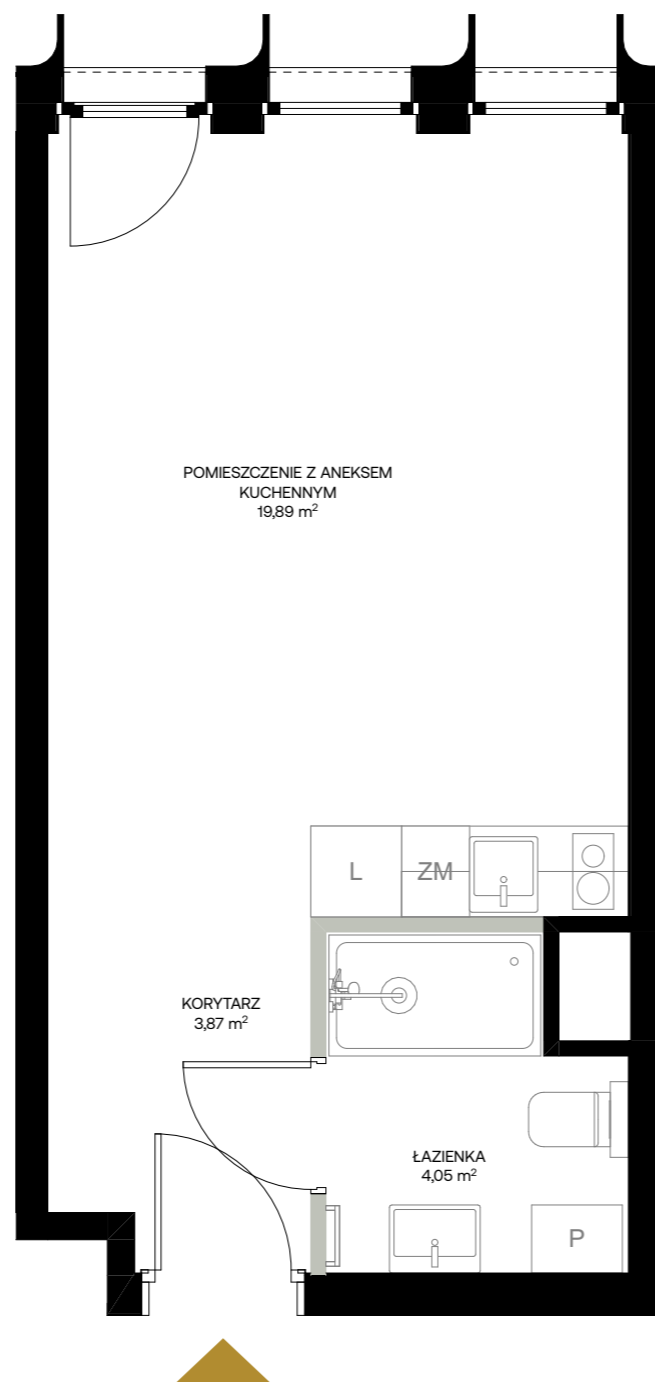 POMIESZCZENIE Z ANEKSEM
KUCHENNYM
19,89 m²
L
ZM
KORYTARZ
3,87 m²
ŁAZIENKA
4,05 m²
P